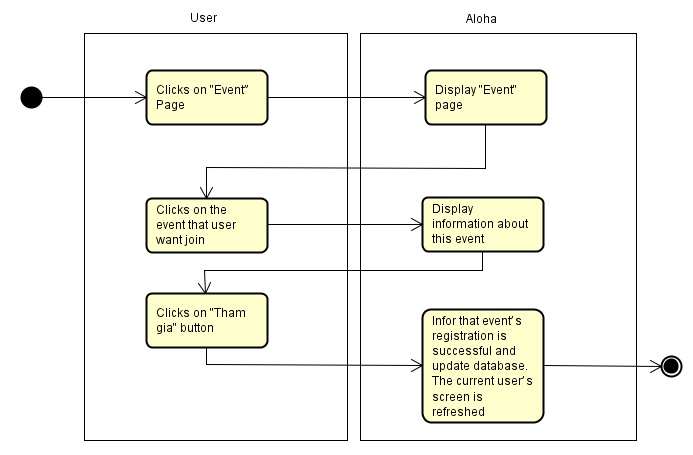 User
Aloha
Clicks on "Event"
Page
Display "Event"
page
Clicks on the
event that user
want join
Display
information about
this event
Clicks on "Tham
gia" button
Infor that event's
registration is
successful and
update database.
The current user's
screen is
refreshed